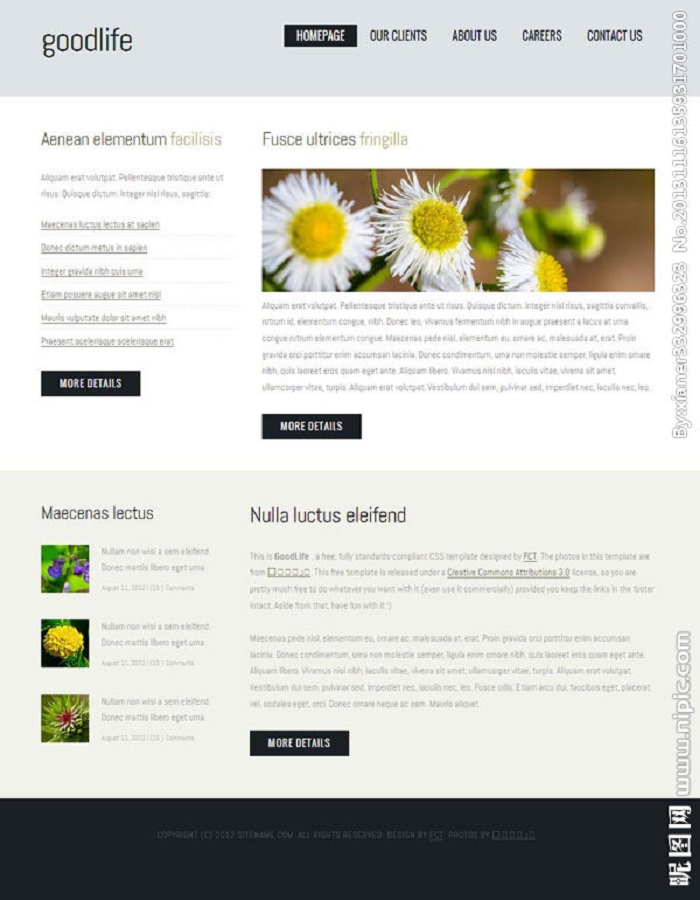 goodlife
HOMEPAGE OUR CLIENTS ABOUT US CAREERS CONTACT US
Aenean elementum facilisis
Aliquam erat volutpat. Pellentesque tristique ante ut
risus. Quisque dictum. Integer nisl risus, sagittis
Maecenas luctus lectus at sapien
Donec dictum metus in sapien
Integer gravida nibh quis urna
Etiam posuere augue sit amet nisl
Mauris vulputate dolor sit amet nibh
Praesent scelerisque scelerisque erat
MORE DETAILS
Fusce ultrices fringilla
Aliquam erat volutpat. Pellentesque tristique ante ut risus. Quisque dictum. Integer nisl risus, sagittis convallis,
rutrum id, elementum congue, nibh. Donec leo, vivamus fermentum nibh in augue praesent a lacus at urna
congue rutrum elementum congue. Maecenas pede nisl, elementum eu, ornare ac, malesuada at, erat. Proin
gravida orci porttitor enim accumsan lacinia. Donec condimentum, urna non molestie semper, ligula enim ornare
nibh, quis laoreet eros quam eget ante. Aliquam libero. Vivamus nisl nibh, iaculis vitae, viverra sit amet,
ullamcorper vitae, turpis. Aliquam erat volutpat. Vestibulum dui sem, pulvinar sed, imperdiet nec, iaculis nec, leo.
MORE DETAILS
Maecenas lectus
Nullam non wisi a sem eleifend.
Donec mattis libero eget urna
August 11, 2002 | (10 ) Comments
Nullam non wisi a sem eleifend.
Donec mattis libero eget urna
August 11, 2002 | (10 ) Comments
Nullam non wisi a sem eleifend.
Donec mattis libero eget urna
August 11, 2002 | (10 ) Comments
Nulla luctus eleifend
This is GoodLife , a free, fully standards-compliant CSS template designed by FCT. The photos in this template are
from . This free template is released under a Creative Commons Attributions 3.0 license, so you are
pretty much free to do whatever you want with it (even use it commercially) provided you keep the links in the footer
intact. Aside from that, have fun with it :)
Maecenas pede nisl, elementum eu, ornare ac, malesuada at, erat. Proin gravida orci porttitor enim accumsan
lacinia. Donec condimentum, urna non molestie semper, ligula enim ornare nibh, quis laoreet eros quam eget ante.
Aliquam libero. Vivamus nisl nibh, iaculis vitae, viverra sit amet, ullamcorper vitae, turpis. Aliquam erat volutpat.
Vestibulum dui sem, pulvinar sed, imperdiet nec, iaculis nec, leo. Fusce odio. Etiam arcu dui, faucibus eget, placerat
vel, sodales eget, orci. Donec ornare neque ac sem. Mauris aliquet.
MORE DETAILS
COPYRIGHT (C) 2012 SITENAME.COM. ALL RIGHTS RESERVED. DESIGN BY FCT. PHOTOS BY
By:xianer332996323 No.20131116135931701000
昵图网 www.nipic.com